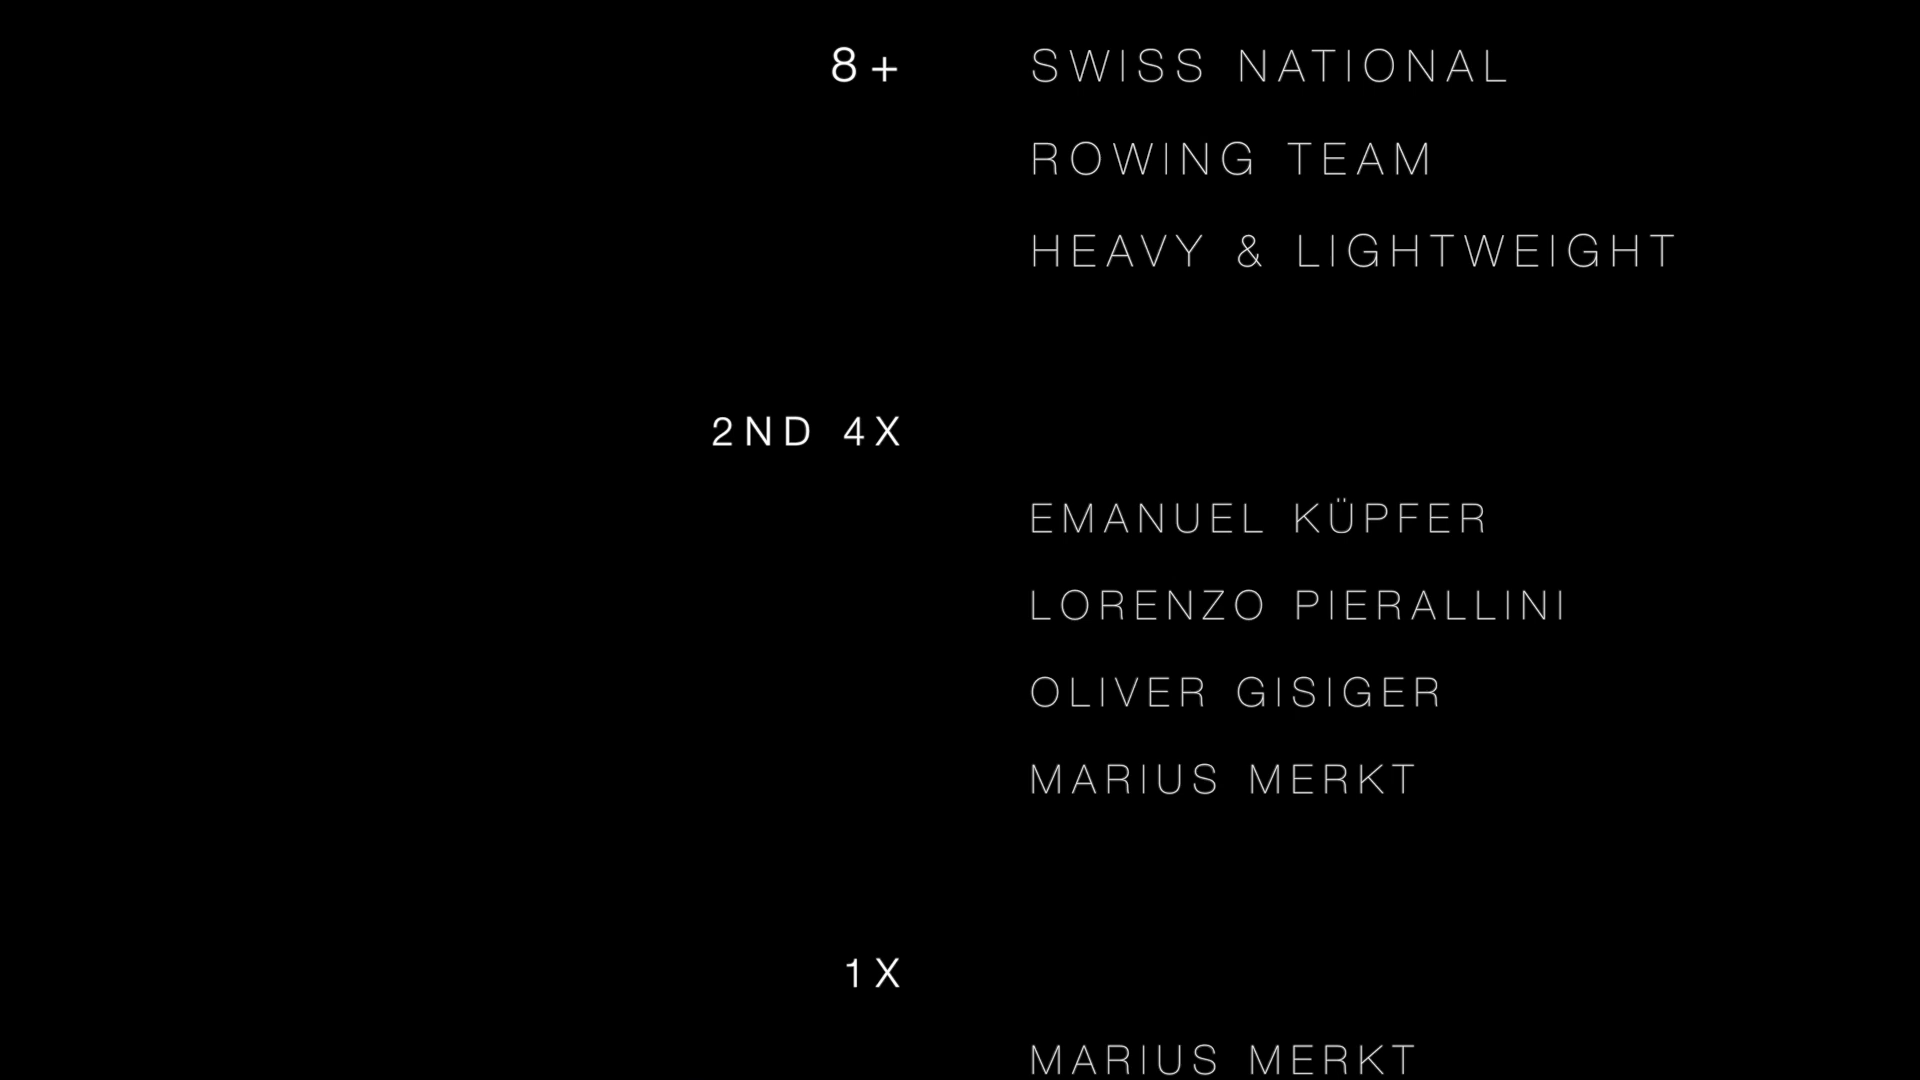 8+ SWISS NATIONAL
ROWING TEAM
HEAVY & LIGHTWEIGHT
2ND 4X
EMANUEL KÜPFER
LORENZO PIERALLINI
OLIVER GISIGER
MARIUS MERKT
1X
MARIUS MERKT